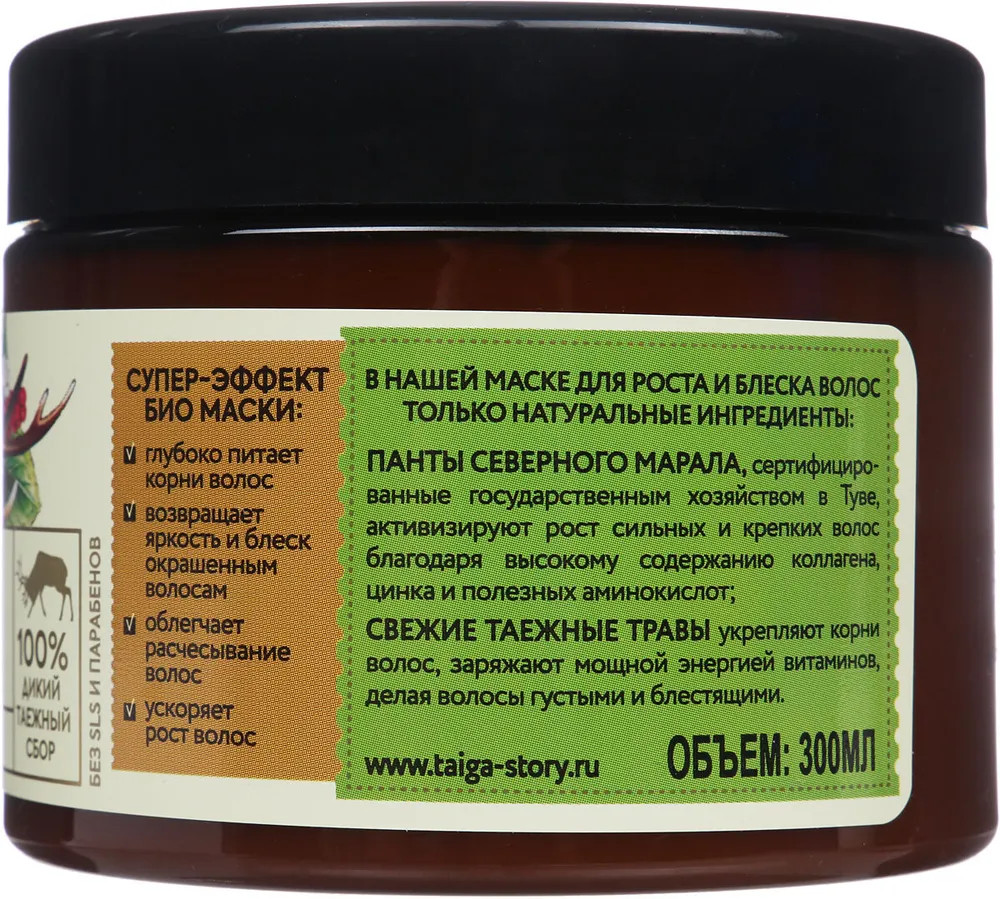 СУПЕР-ЭФФЕКТ
БИО МАСКИ:
глубоко питает
корни волос
возвращает
яркость и блеск
окрашенным
волосам
облегчает
расчесывание
волос
ускоряет
рост волос
В НАШЕЙ МАСКЕ ДЛЯ РОСТА И БЛЕСКА ВОЛОС
ТОЛЬКО НАТУРАЛЬНЫЕ ИНГРЕДИЕНТЫ:
ПАНТЫ СЕВЕРНОГО МАРАЛА, сертифициро-
ванные государственным хозяйством в Туве,
активизируют рост сильных и крепких волос
благодаря высокому содержанию коллагена,
цинка и полезных аминокислот;
СВЕЖИЕ ТАЕЖНЫЕ ТРАВЫ укрепляют корни
волос, заряжают мощной энергией витаминов,
делая волосы густыми и блестящими.
www.taiga-story.ru
ОБЪЕМ: 300МЛ
100%
ДИКИЙ
ТАЕЖНЫЙ
СБОР
БЕЗ SLS И ПАРАБЕНОВ